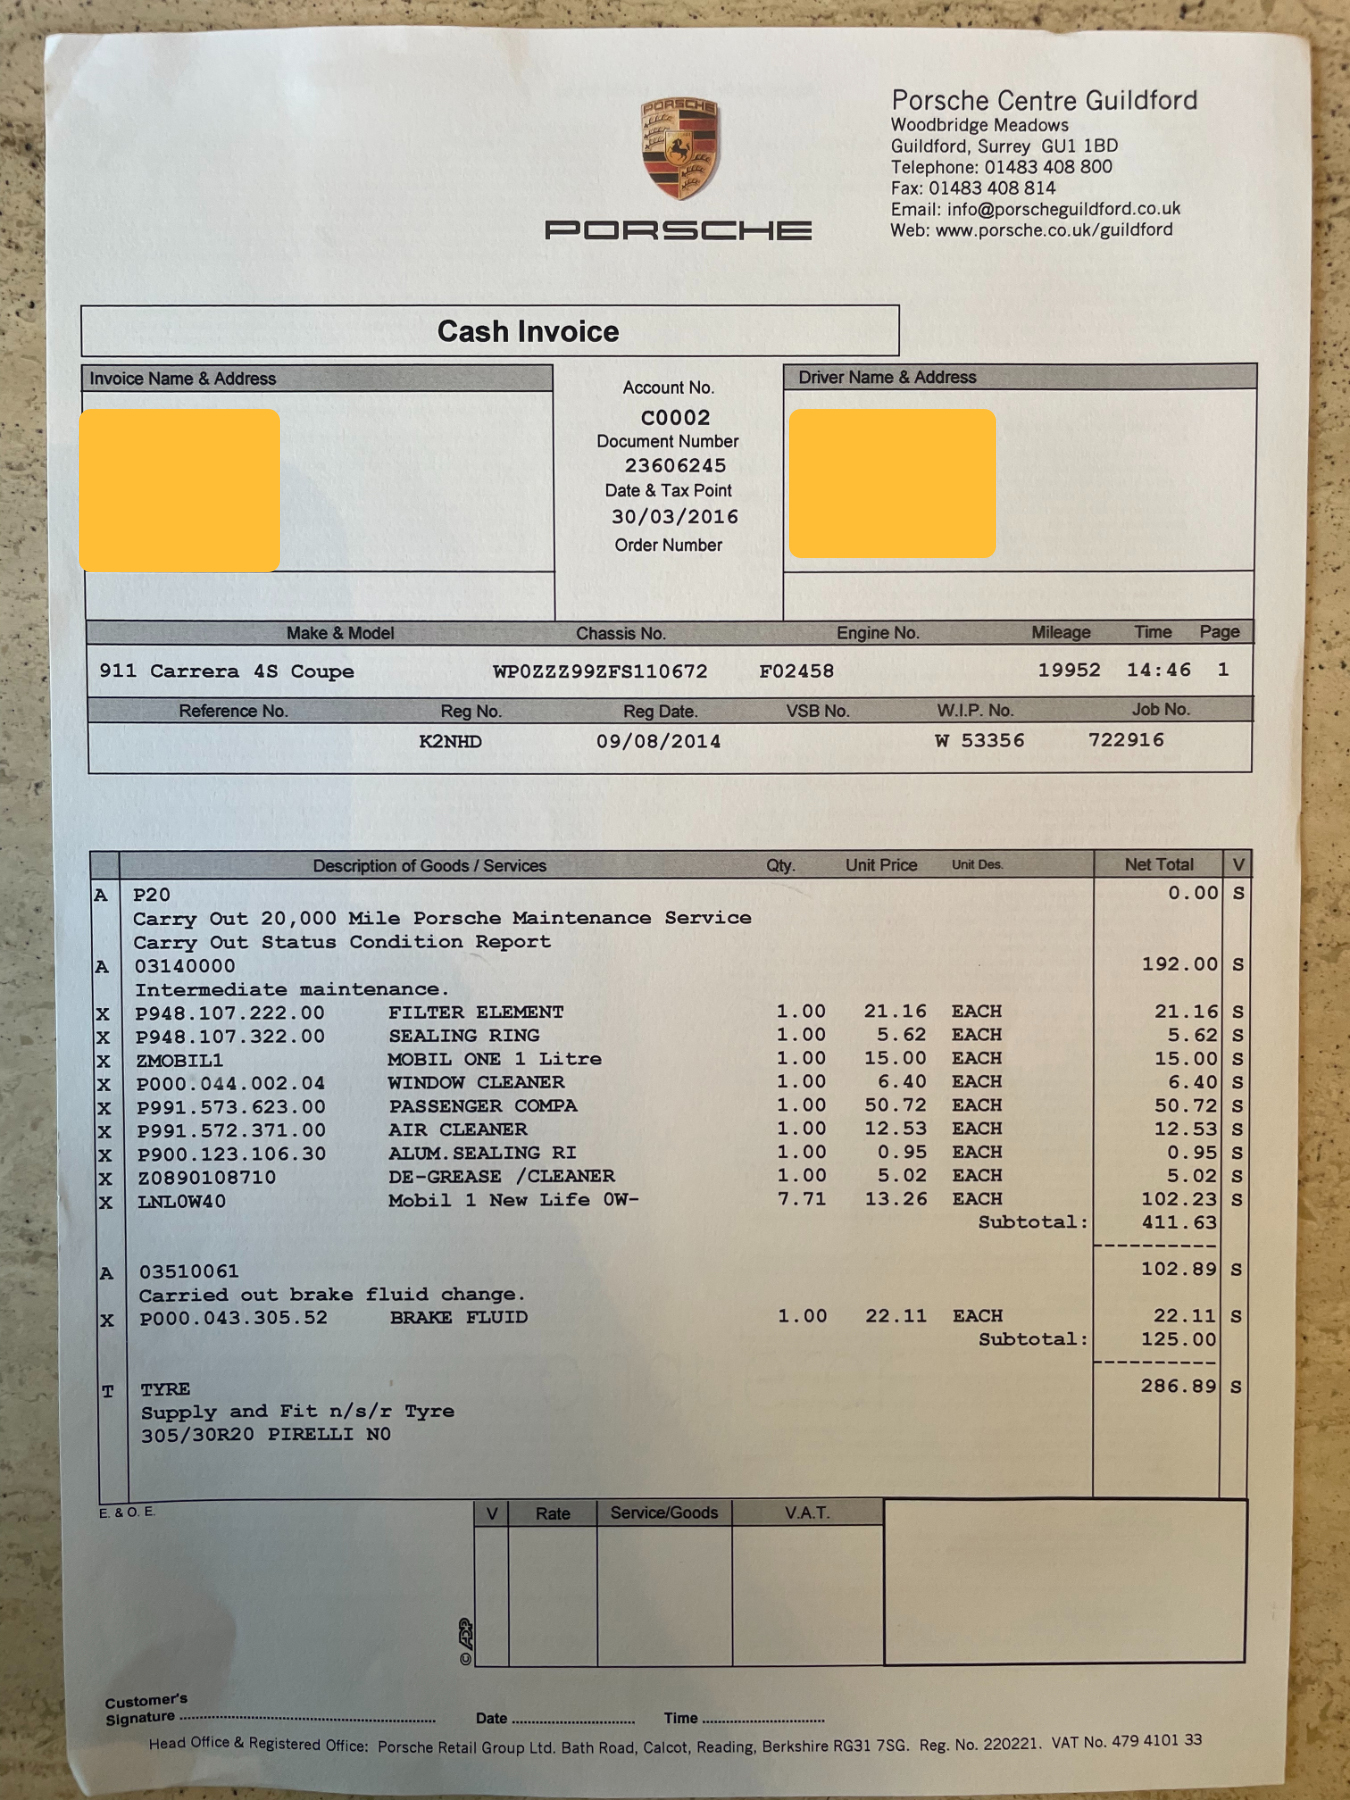 PORSCHE
PORSCHE
Porsche Centre Guildford
Woodbridge Meadows
Guildford, Surrey GU1 1BD
Telephone: 01483 408 800
Fax: 01483 408 814
Email: info@porscheguildford.co.uk
Web: www.porsche.co.uk/guildford
Cash Invoice
Invoice Name & Address
Account No.
C0002
Document Number
23606245
Date & Tax Point
30/03/2016
Order Number
Driver Name & Address
Make & Model Chassis No. Engine No. Mileage Time Page
911 Carrera 4S Coupe WP0ZZZ99ZFS110672 F02458 19952 14:46 1
Reference No. Reg No. Reg Date. VSB No. W.I.P. No. Job No.
K2NHD 09/08/2014 W 53356 722916
Description of Goods / Services Qty. Unit Price Unit Des. Net Total V
A P20 0.00 S
Carry Out 20,000 Mile Porsche Maintenance Service
Carry Out Status Condition Report
A 03140000 192.00 S
Intermediate maintenance.
X P948.107.222.00 FILTER ELEMENT 1.00 21.16 EACH 21.16 S
X P948.107.322.00 SEALING RING 1.00 5.62 EACH 5.62 S
X ZMOBIL1 MOBIL ONE 1 Litre 1.00 15.00 EACH 15.00 S
X P000.044.002.04 WINDOW CLEANER 1.00 6.40 EACH 6.40 S
X P991.573.623.00 PASSENGER COMPA 1.00 50.72 EACH 50.72 S
X P991.572.371.00 AIR CLEANER 1.00 12.53 EACH 12.53 S
X P900.123.106.30 ALUM.SEALING RI 1.00 0.95 EACH 0.95 S
X Z0890108710 DE-GREASE /CLEANER 1.00 5.02 EACH 5.02 S
X LNL0W40 Mobil 1 New Life 0W- 7.71 13.26 EACH 102.23 S
Subtotal: 411.63
----------
A 03510061 102.89 S
Carried out brake fluid change.
X P000.043.305.52 BRAKE FLUID 1.00 22.11 EACH 22.11 S
Subtotal: 125.00
----------
T TYRE 286.89 S
Supply and Fit n/s/r Tyre
305/30R20 PIRELLI N0
E. & O. E.
V Rate Service/Goods V.A.T.
© ADP
Customer's
Signature Date Time
Head Office & Registered Office: Porsche Retail Group Ltd. Bath Road, Calcot, Reading, Berkshire RG31 7SG. Reg. No. 220221. VAT No. 479 4101 33